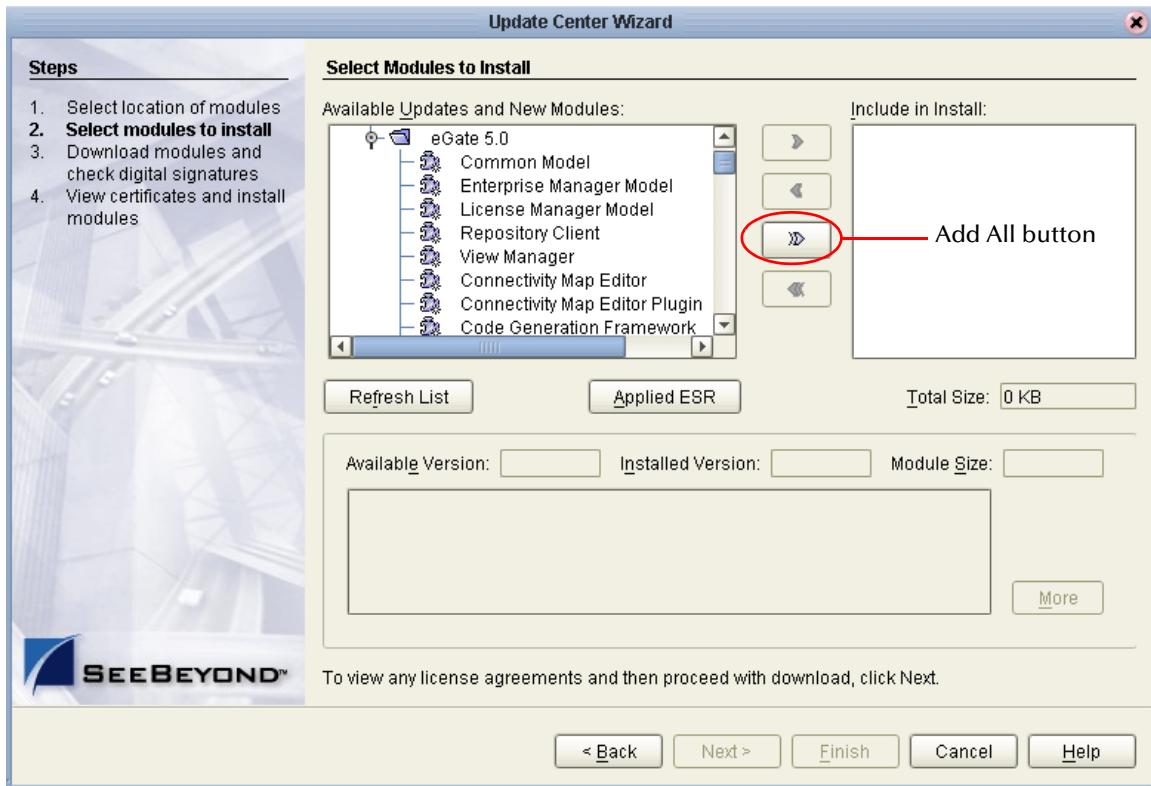 Update Center Wizard
Steps
1. Select location of modules
2. Select modules to install
3. Download modules and
check digital signatures
4. View certificates and install
modules
Select Modules to Install
Available Updates and New Modules:
eGate 5.0
Common Model
Enterprise Manager Model
License Manager Model
Repository Client
View Manager
Connectivity Map Editor
Connectivity Map Editor Plugin
Code Generation Framework
Include in Install:
Add All button
Refresh List
Applied ESR
Total Size: 0 KB
Available Version:
Installed Version:
Module Size:
More
SEEBEYOND™
To view any license agreements and then proceed with download, click Next.
< Back
Next >
Finish
Cancel
Help